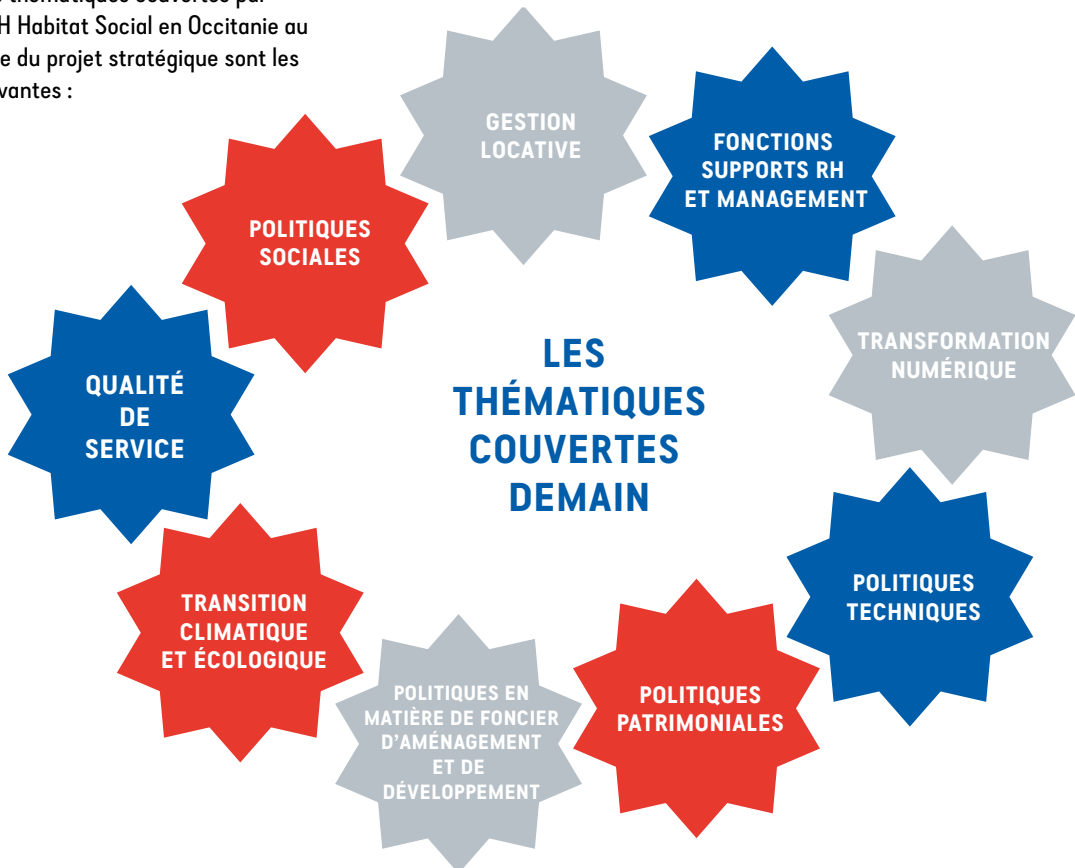 thématiques couvertes par
H Habitat Social en Occitanie au
du projet stratégique sont les
vantes :
GESTION
LOCATIVE
FONCTIONS
SUPPORTS RH
ET MANAGEMENT
POLITIQUES
SOCIALES
TRANSFORMATION
NUMÉRIQUE
LES
THÉMATIQUES
COUVERTES
DEMAIN
QUALITÉ
DE
SERVICE
POLITIQUES
TECHNIQUES
TRANSITION
CLIMATIQUE
ET ÉCOLOGIQUE
POLITIQUES EN
MATIÈRE DE FONCIER
D'AMÉNAGEMENT
ET DE
DÉVELOPPEMENT
POLITIQUES
PATRIMONIALES